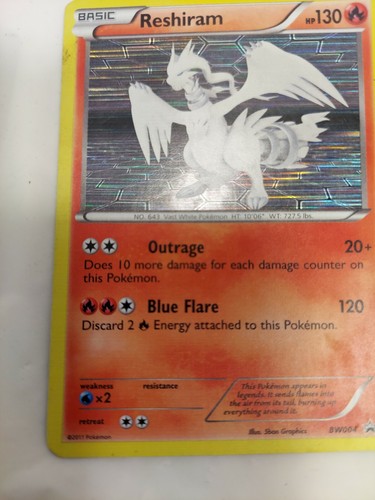 BASIC
Reshiram
HP130
NO. 643 Vast White Pokémon HT: 10'06" WT: 727.5 lbs.
Outrage 20+
Does 10 more damage for each damage counter on
this Pokémon.
Blue Flare 120
Discard 2 Energy attached to this Pokémon.
weakness resistance
×2
This Pokémon appears in
legends. It sends flames into
the air from its tail, burning up
everything around it.
retreat
Illus. Shin Graphics BW004
©2011 Pokémon